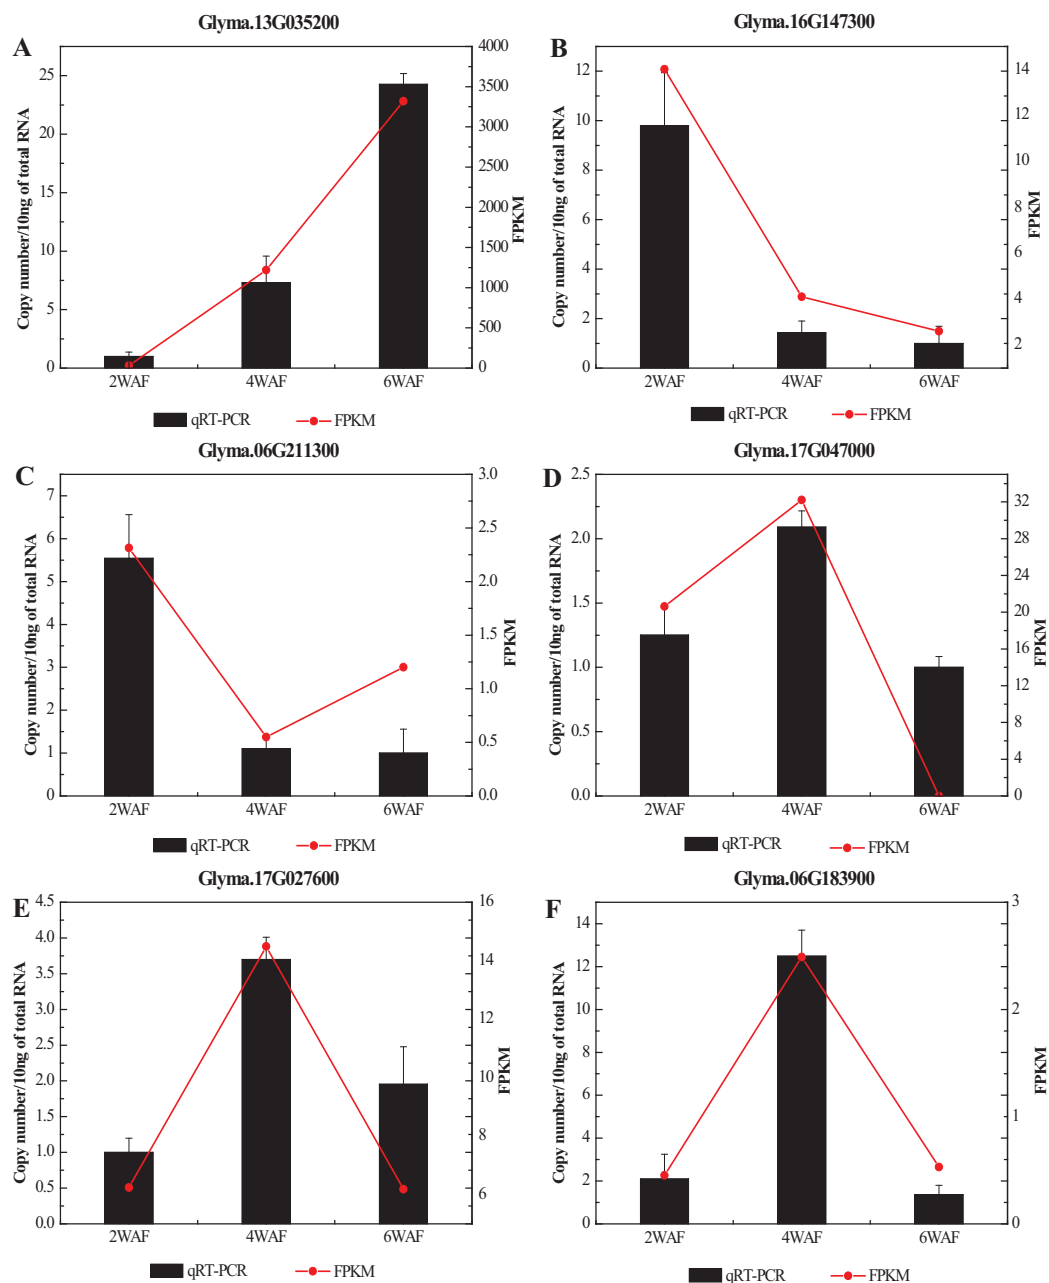 Glyma.13G035200
A
Copy number/10ng of total RNA
25
20
15
10
5
0
4000
3500
3000
2500
2000
1500
1000
500
0
FPKM
2WAF 4WAF 6WAF
qRT-PCR FPKM
Glyma.16G147300
B
Copy number/10ng of total RNA
12
10
8
6
4
2
0
14
12
10
8
6
4
2
FPKM
2WAF 4WAF 6WAF
qRT-PCR FPKM
Glyma.06G211300
C
Copy number/10ng of total RNA
7
6
5
4
3
2
1
0
3.0
2.5
2.0
1.5
1.0
0.5
0.0
FPKM
2WAF 4WAF 6WAF
qRT-PCR FPKM
Glyma.17G047000
D
Copy number/10ng of total RNA
2.5
2.0
1.5
1.0
0.5
0.0
32
28
24
20
16
14
8
4
0
FPKM
2WAF 4WAF 6WAF
qRT-PCR FPKM
Glyma.17G027600
E
Copy number/10ng of total RNA
4.5
4.0
3.5
3.0
2.5
2.0
1.5
1.0
0.5
0.0
16
14
12
10
8
6
FPKM
2WAF 4WAF 6WAF
qRT-PCR FPKM
Glyma.06G183900
F
Copy number/10ng of total RNA
14
12
10
8
6
4
2
0
3
2
1
0
FPKM
2WAF 4WAF 6WAF
qRT-PCR FPKM